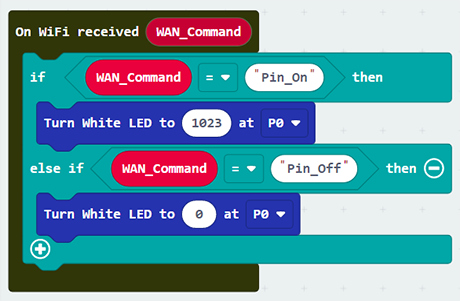 On WiFi received WAN_Command
if WAN_Command = "Pin_On" then
Turn White LED to 1023 at P0
else if WAN_Command = "Pin_Off" then
Turn White LED to 0 at P0